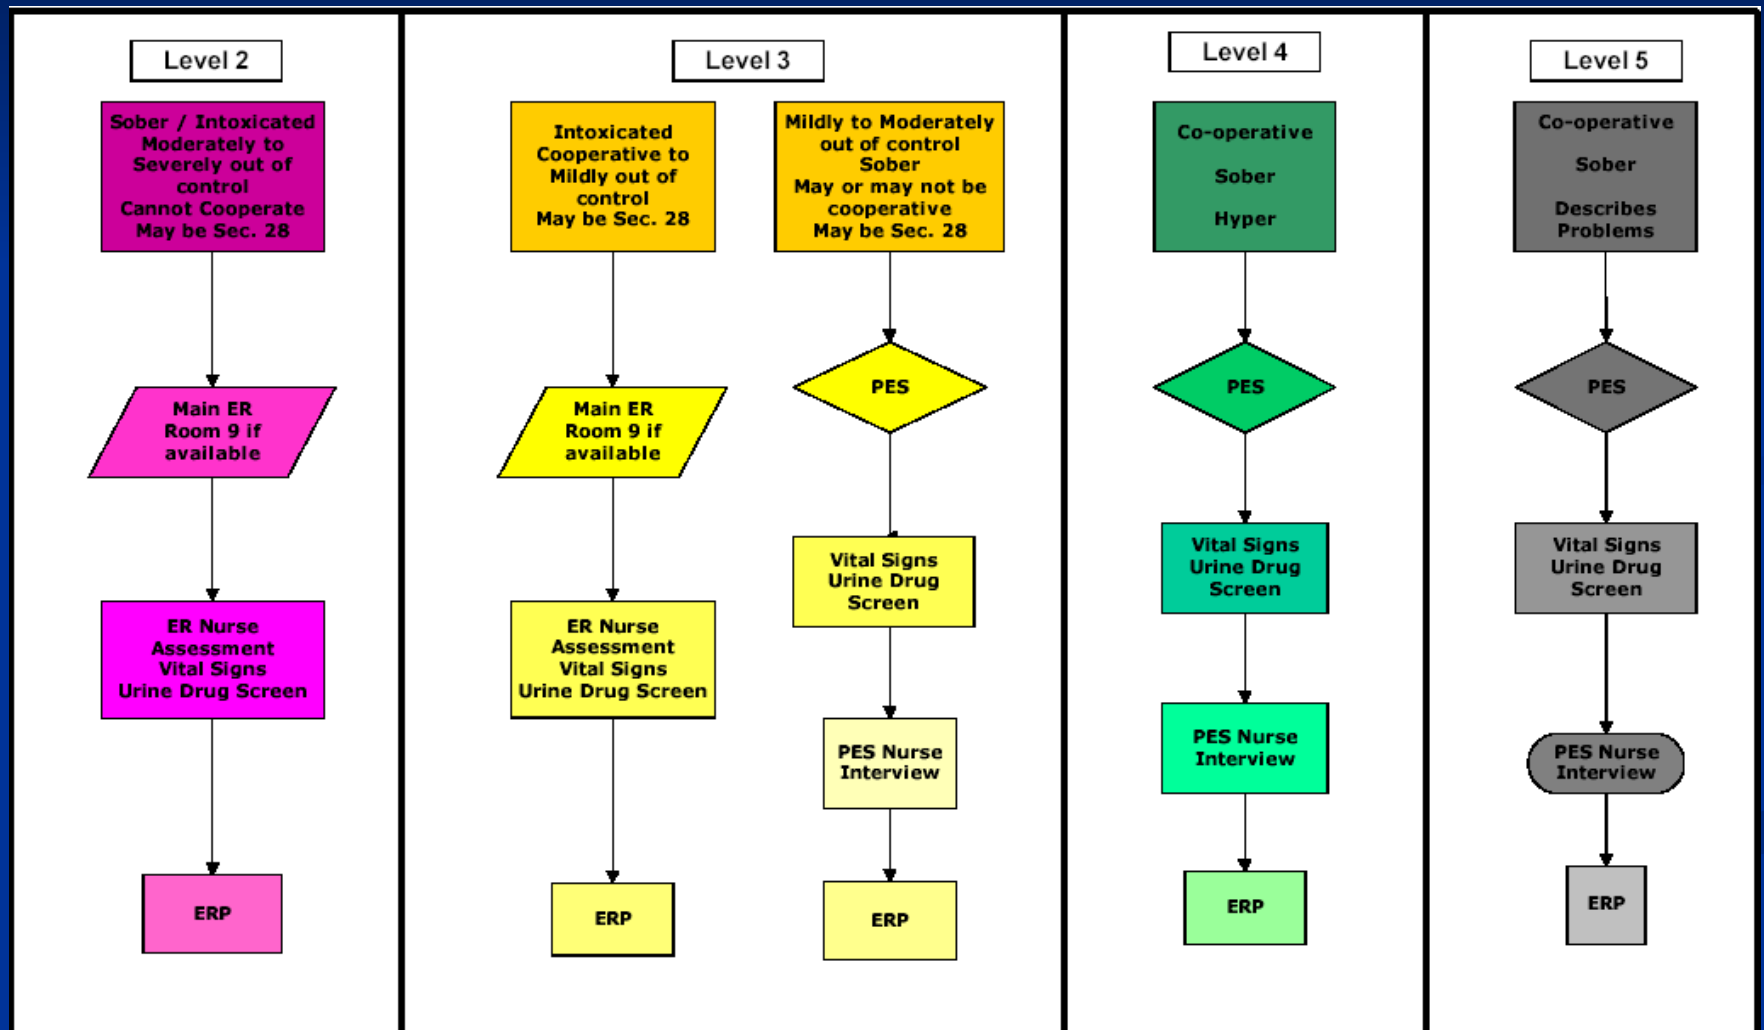 Level 2
Sober / Intoxicated
Moderately to
Severely out of
control
Cannot Cooperate
May be Sec. 28
Main ER
Room 9 if
available
ER Nurse
Assessment
Vital Signs
Urine Drug Screen
ERP
Level 3
Intoxicated
Cooperative to
Mildly out of
control
May be Sec. 28
Main ER
Room 9 if
available
ER Nurse
Assessment
Vital Signs
Urine Drug Screen
ERP
Mildly to Moderately
out of control
Sober
May or may not be
cooperative
May be Sec. 28
PES
Vital Signs
Urine Drug
Screen
PES Nurse
Interview
ERP
Level 4
Co-operative
Sober
Hyper
PES
Vital Signs
Urine Drug
Screen
PES Nurse
Interview
ERP
Level 5
Co-operative
Sober
Describes
Problems
PES
Vital Signs
Urine Drug
Screen
PES Nurse
Interview
ERP